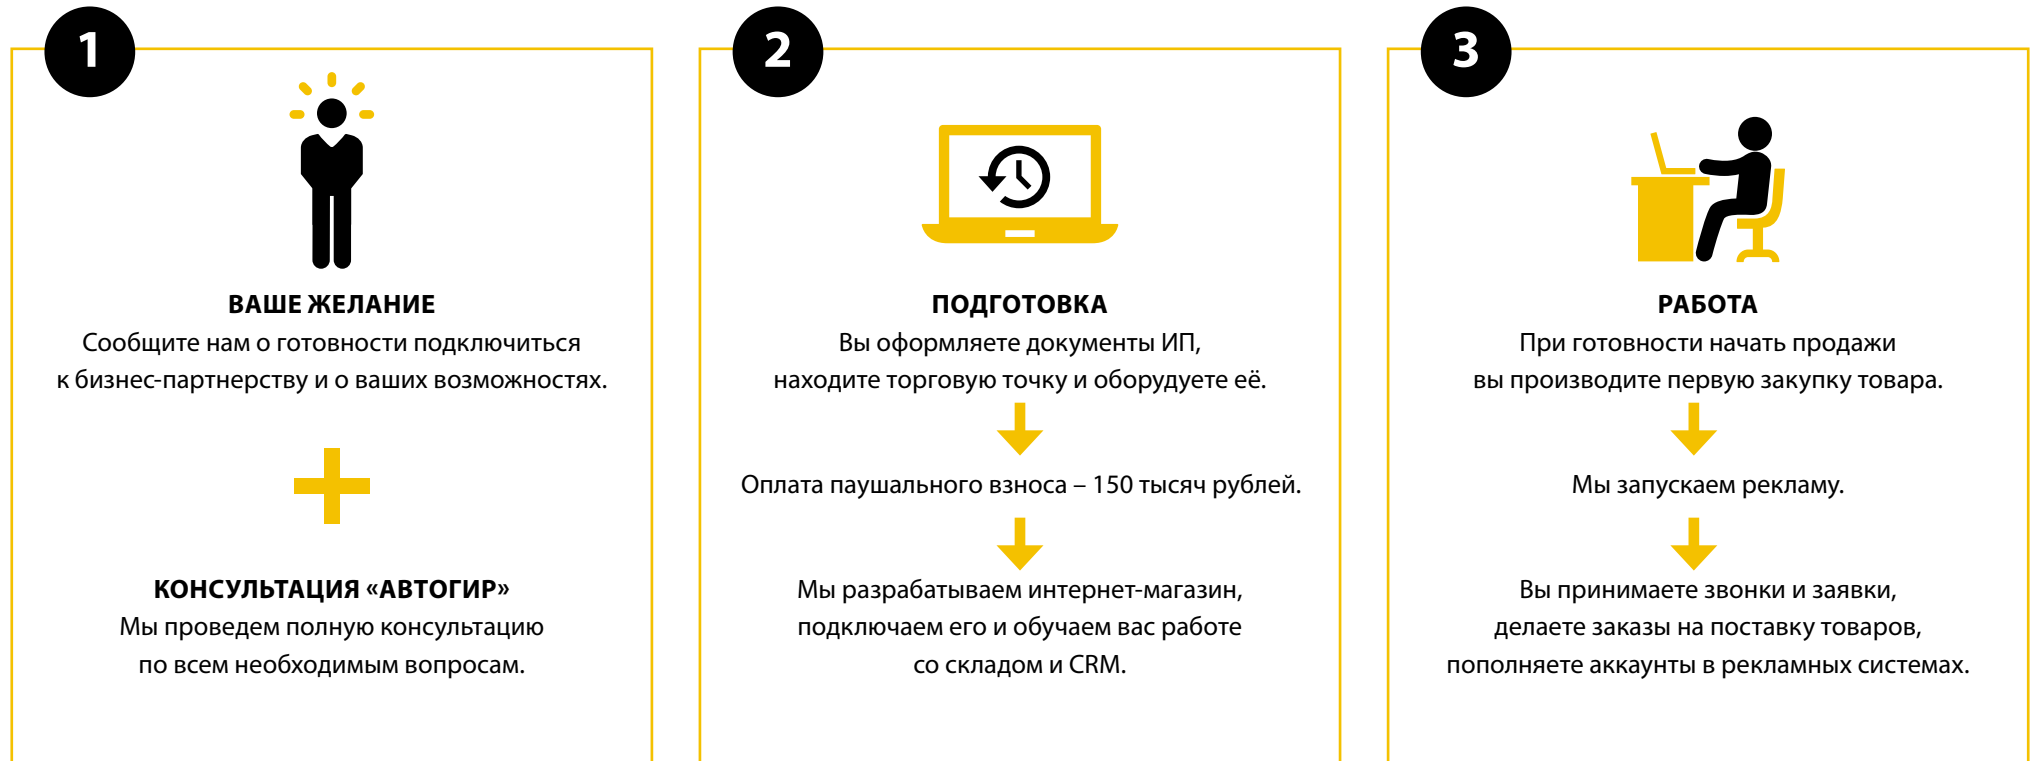 1
ВАШЕ ЖЕЛАНИЕ
Сообщите нам о готовности подключиться
к бизнес-партнерству и о ваших возможностях.
КОНСУЛЬТАЦИЯ «АВТОГИР»
Мы проведем полную консультацию
по всем необходимым вопросам.
2
ПОДГОТОВКА
Вы оформляете документы ИП,
находите торговую точку и оборудуете её.
Оплата паушального взноса – 150 тысяч рублей.
Мы разрабатываем интернет-магазин,
подключаем его и обучаем вас работе
со складом и CRM.
3
РАБОТА
При готовности начать продажи
вы производите первую закупку товара.
Мы запускаем рекламу.
Вы принимаете звонки и заявки,
делаете заказы на поставку товаров,
пополняете аккаунты в рекламных системах.